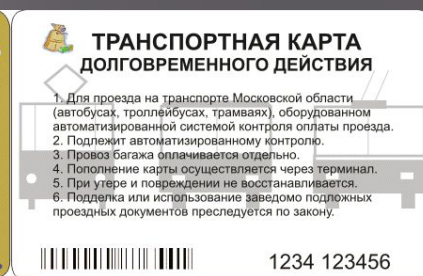 ТРАНСПОРТНАЯ КАРТА
ДОЛГОВРЕМЕННОГО ДЕЙСТВИЯ
1. Для проезда на транспорте Московской области
(автобусах, троллейбусах, трамваях), оборудованном
автоматизированной системой контроля оплаты проезда.
2. Подлежит автоматизированному контролю.
3. Провоз багажа оплачивается отдельно.
4. Пополнение карты осуществляется через терминал.
5. При утере и повреждении не восстанавливается.
6. Подделка или использование заведомо подложных
проездных документов преследуется по закону.
1234 123456